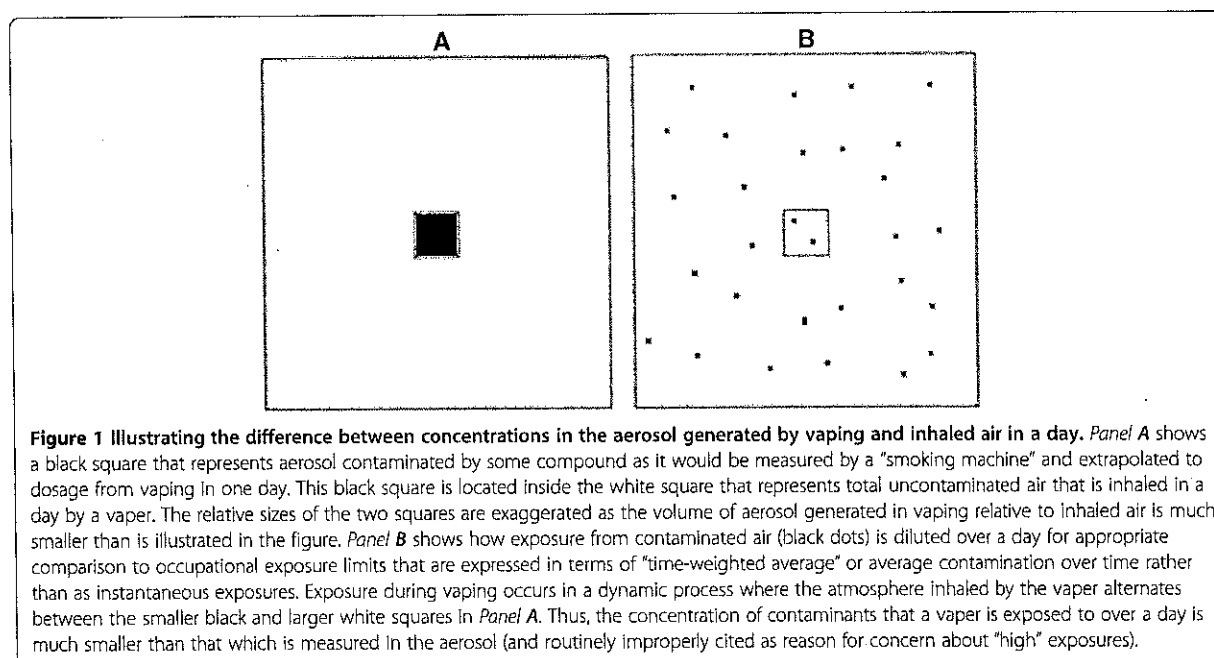 A B
Figure 1 Illustrating the difference between concentrations in the aerosol generated by vaping and inhaled air in a day. Panel A shows
a black square that represents aerosol contaminated by some compound as it would be measured by a "smoking machine" and extrapolated to
dosage from vaping in one day. This black square is located inside the white square that represents total uncontaminated air that is inhaled in a
day by a vaper. The relative sizes of the two squares are exaggerated as the volume of aerosol generated in vaping relative to inhaled air is much
smaller than is illustrated in the figure. Panel B shows how exposure from contaminated air (black dots) is diluted over a day for appropriate
comparison to occupational exposure limits that are expressed in terms of "time-weighted average" or average contamination over time rather
than as instantaneous exposures. Exposure during vaping occurs in a dynamic process where the atmosphere inhaled by the vaper alternates
between the smaller black and larger white squares in Panel A. Thus, the concentration of contaminants that a vaper is exposed to over a day is
much smaller than that which is measured in the aerosol (and routinely improperly cited as reason for concern about "high" exposures).